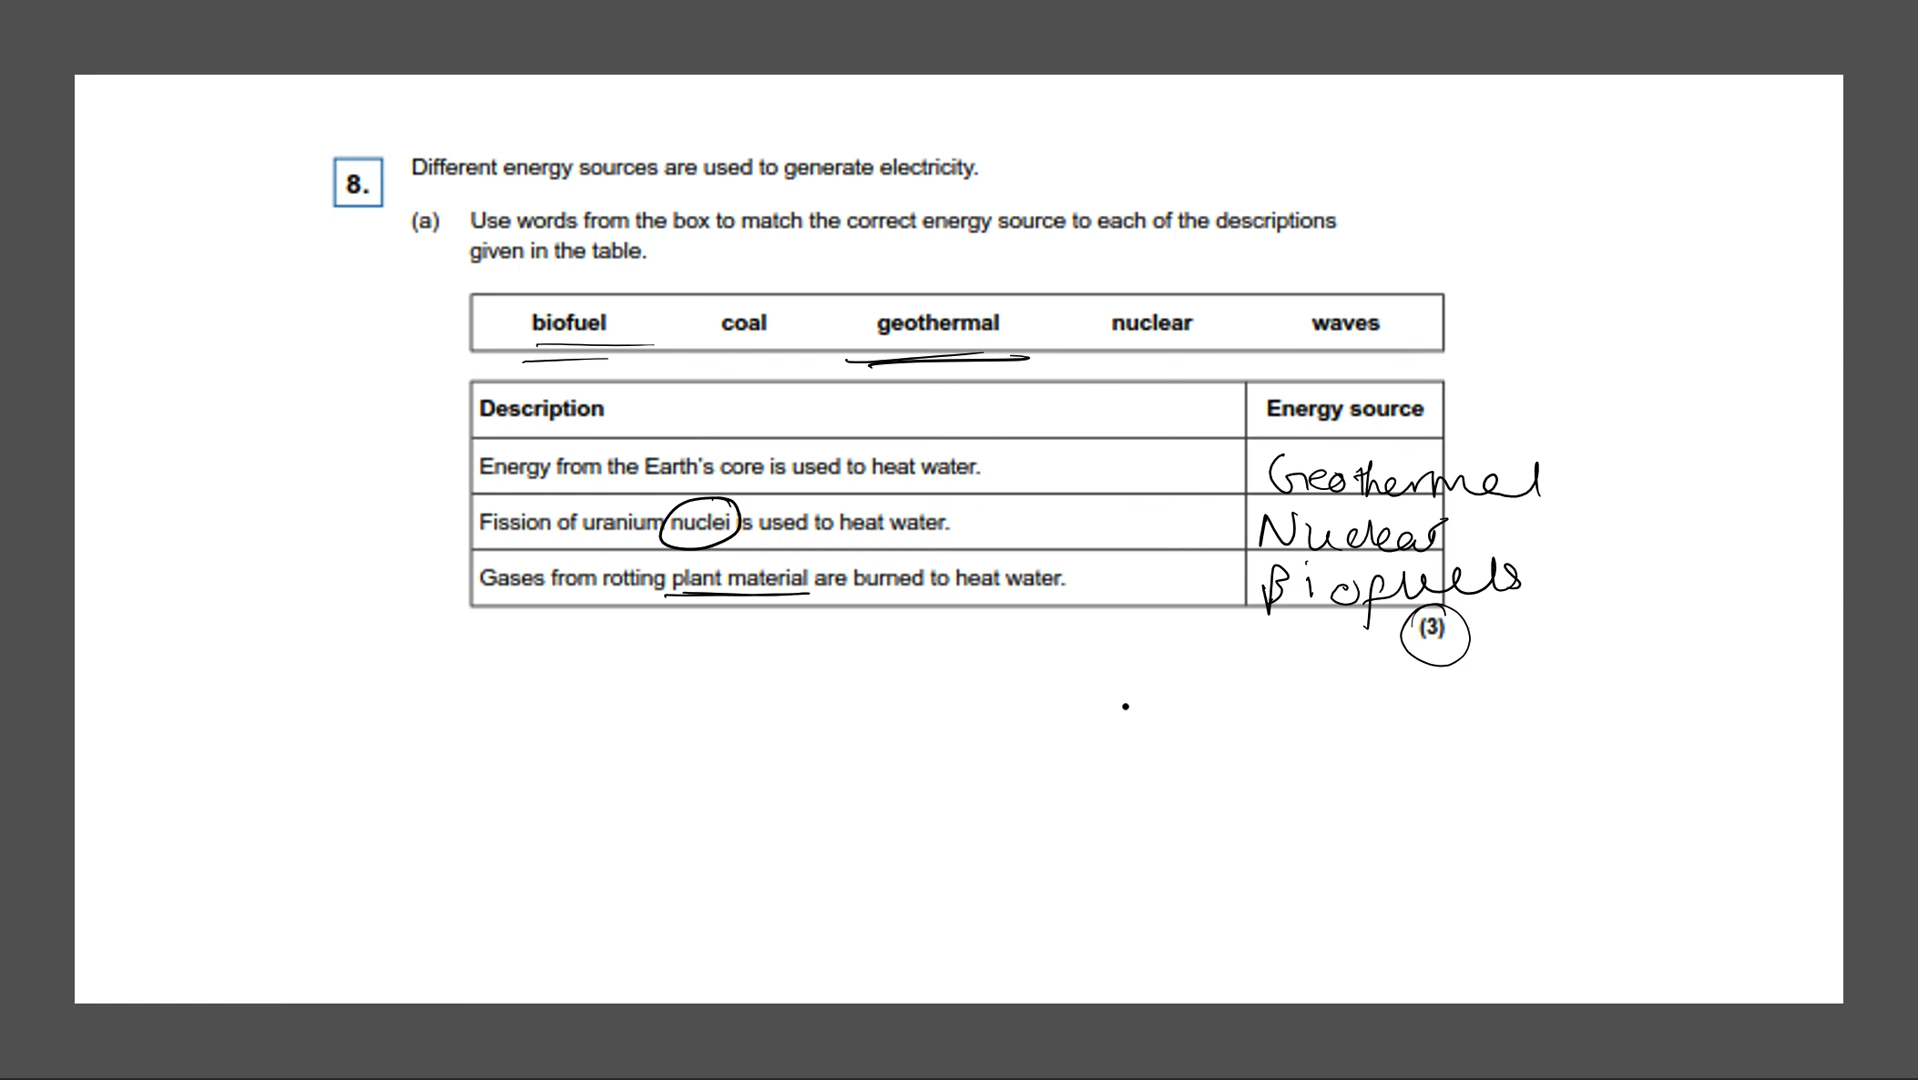 8.
Different energy sources are used to generate electricity.
(a) Use words from the box to match the correct energy source to each of the descriptions
given in the table.
biofuel coal geothermal nuclear waves
Description Energy source
Energy from the Earth's core is used to heat water. Geothermal
Fission of uranium nuclei is used to heat water. Nuclear
Gases from rotting plant material are burned to heat water. Biofuels
(3)